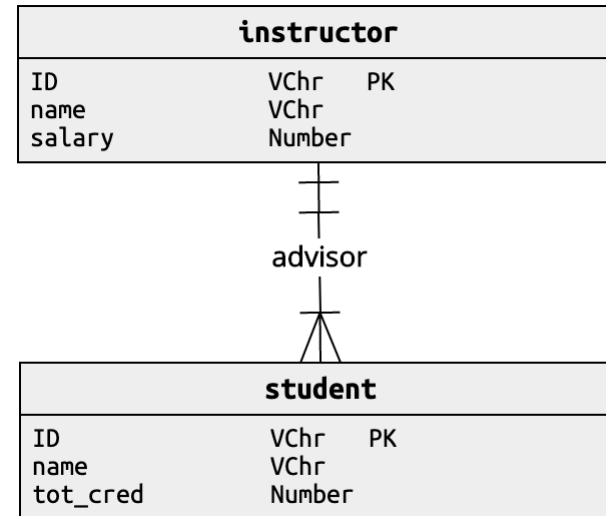 instructor
ID VChr PK
name VChr
salary Number
advisor
student
ID VChr PK
name VChr
tot_cred Number